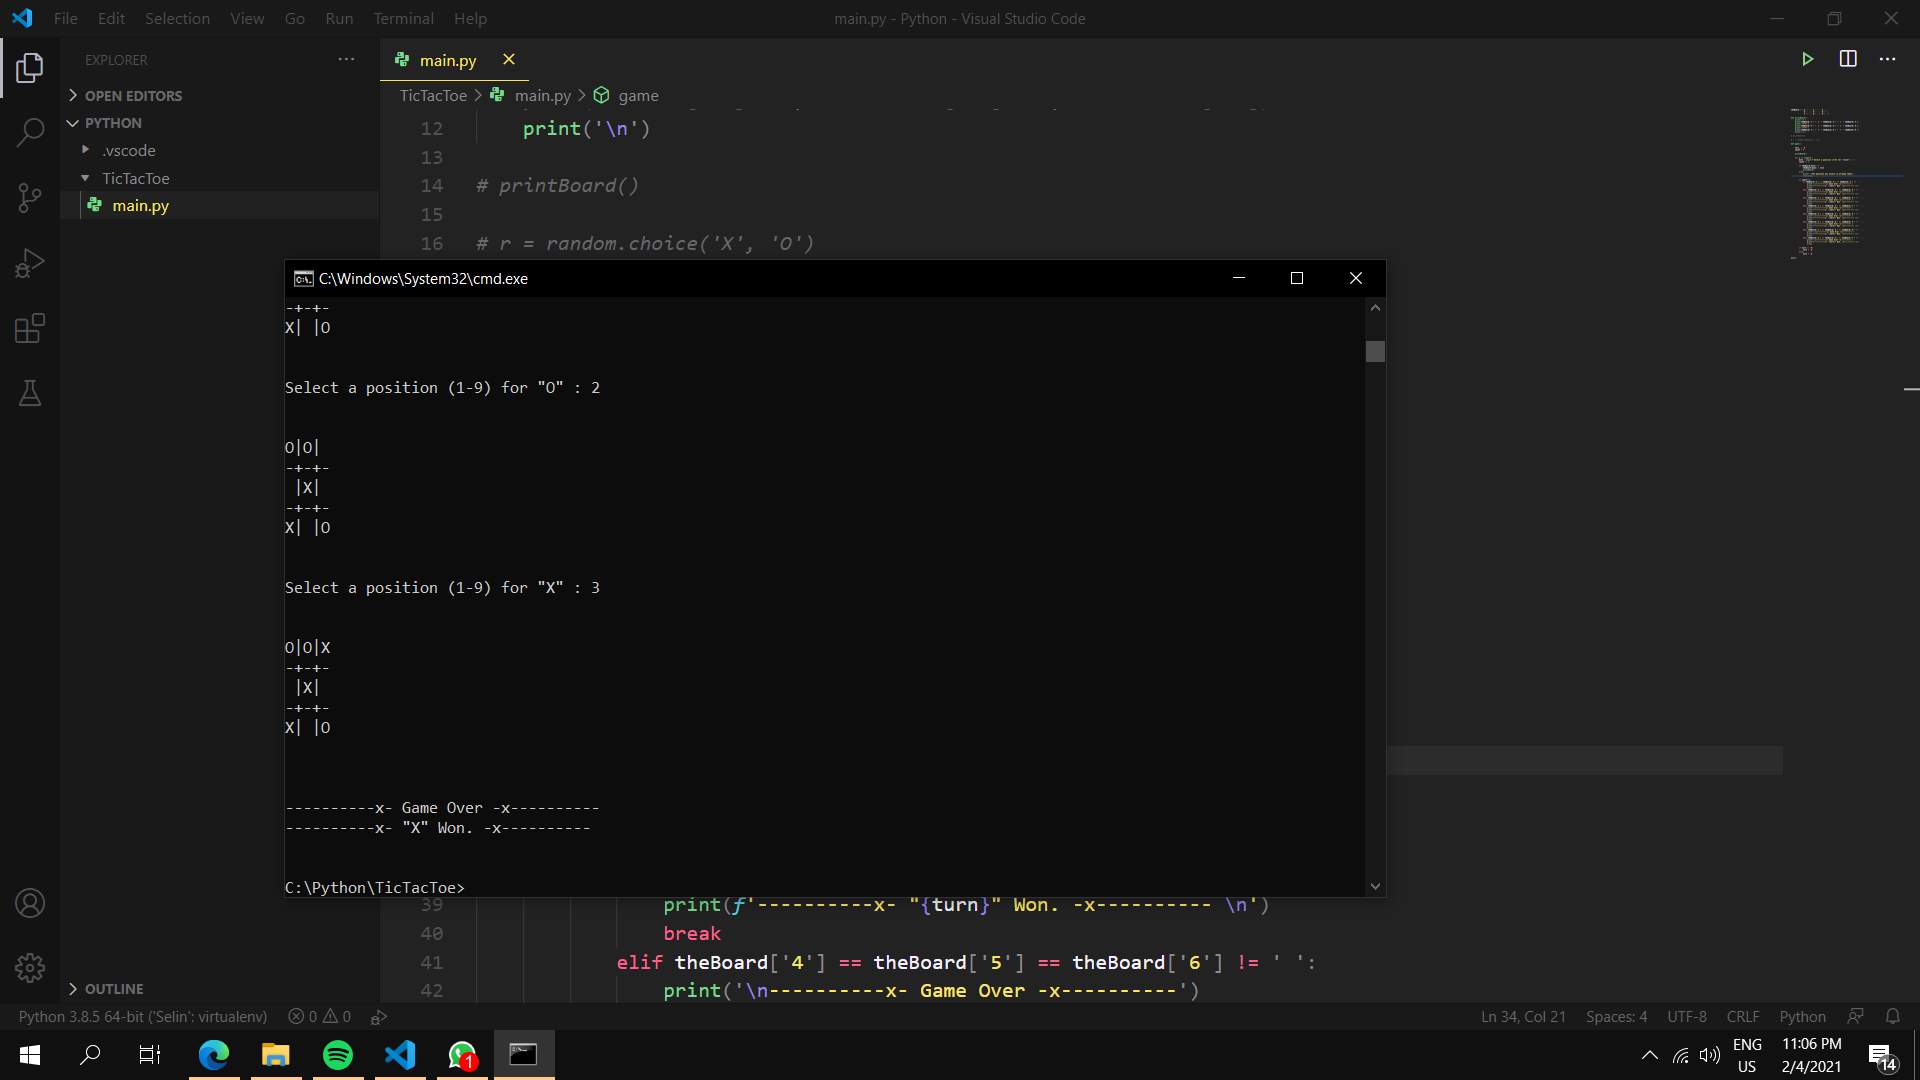 File Edit Selection View Go Run Terminal Help
main.py - Python - Visual Studio Code
EXPLORER
OPEN EDITORS
PYTHON
.vscode
TicTacToe
main.py
OUTLINE
main.py
TicTacToe > main.py > game
12 print('\n')
13
14 # printBoard()
15
16 # r = random.choice('X', 'O')
C:\Windows\System32\cmd.exe
-+-+-
X| |O
Select a position (1-9) for "O" : 2
O|O|
-+-+-
 |X|
-+-+-
X| |O
Select a position (1-9) for "X" : 3
O|O|X
-+-+-
 |X|
-+-+-
X| |O
----------x- Game Over -x----------
----------x- "X" Won. -x----------
C:\Python\TicTacToe>
39 print(f'----------x- "{turn}" Won. -x---------- \n')
40 break
41 elif theBoard['4'] == theBoard['5'] == theBoard['6'] != ' ':
42 print('\n----------x- Game Over -x----------')
Python 3.8.5 64-bit ('Selin': virtualenv) 0 0
Ln 34, Col 21 Spaces: 4 UTF-8 CRLF Python
1
ENG
US
11:06 PM
2/4/2021
14